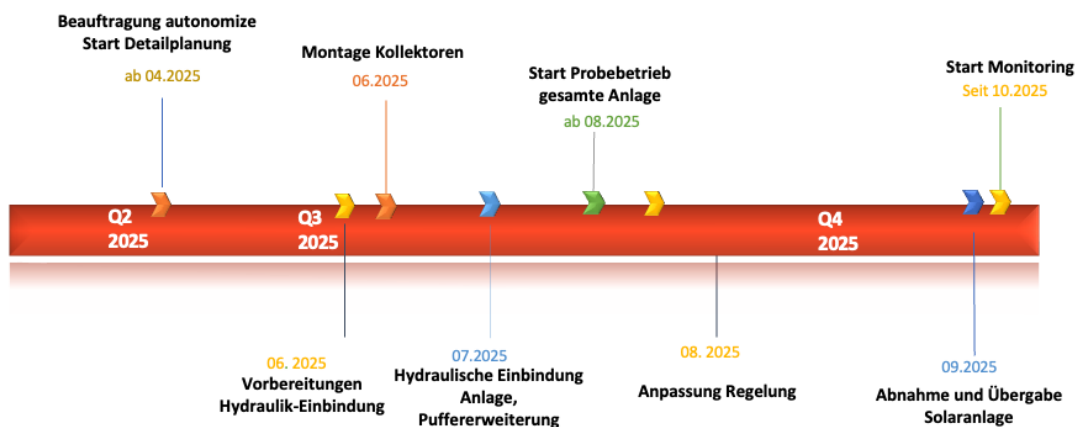 Beauftragung autonomize
Start Detailplanung
ab 04.2025
Montage Kollektoren
06.2025
Start Probebetrieb
gesamte Anlage
ab 08.2025
Start Monitoring
Seit 10.2025
Q2
2025
Q3
2025
Q4
2025
06. 2025
Vorbereitungen
Hydraulik-Einbindung
07.2025
Hydraulische Einbindung
Anlage,
Puffererweiterung
08. 2025
Anpassung Regelung
09.2025
Abnahme und Übergabe
Solaranlage